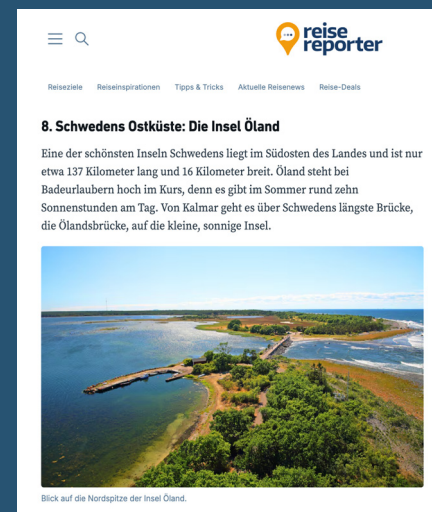 reise
reporter
Reiseziele Reiseinspirationen Tipps & Tricks Aktuelle Reisenews Reise-Deals
8. Schwedens Ostküste: Die Insel Öland
Eine der schönsten Inseln Schwedens liegt im Südosten des Landes und ist nur
etwa 137 Kilometer lang und 16 Kilometer breit. Öland steht bei
Badeurlaubern hoch im Kurs, denn es gibt im Sommer rund zehn
Sonnenstunden am Tag. Von Kalmar geht es über Schwedens längste Brücke,
die Ölandsbrücke, auf die kleine, sonnige Insel.
Blick auf die Nordspitze der Insel Öland.